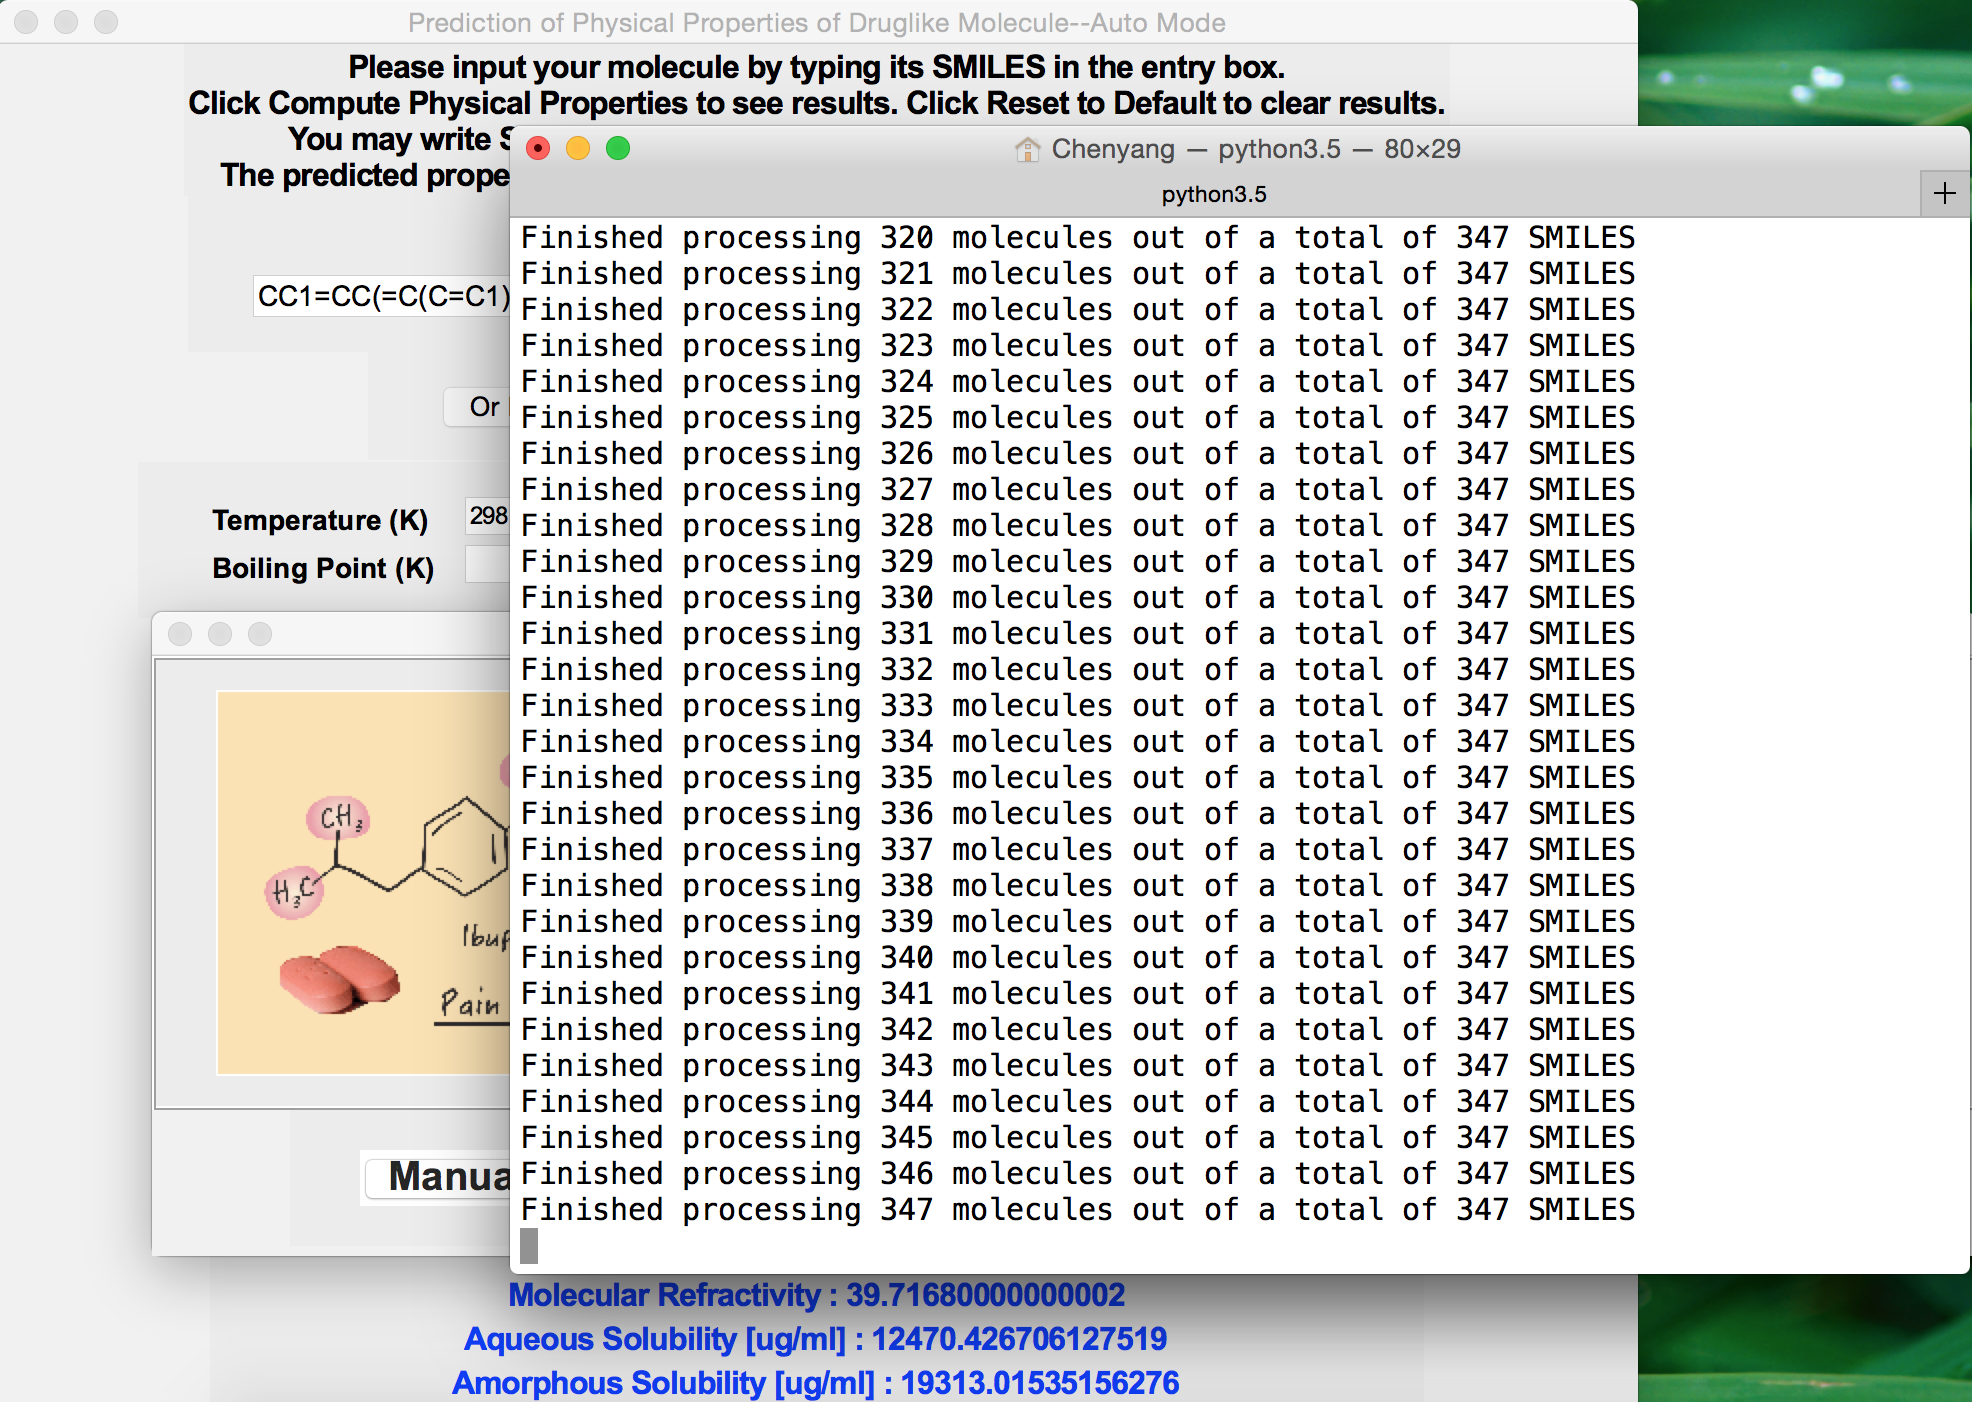 Prediction of Physical Properties of Druglike Molecule--Auto Mode
Please input your molecule by typing its SMILES in the entry box.
Click Compute Physical Properties to see results. Click Reset to Default to clear results.
You may write
The predicted
CC1=CC(=C(C=C1)
Or
Temperature (K) 298
Boiling Point (K)
CH3
H3C
Pain
Chenyang — python3.5 — 80×29
python3.5
+
Finished processing 320 molecules out of a total of 347 SMILES
Finished processing 321 molecules out of a total of 347 SMILES
Finished processing 322 molecules out of a total of 347 SMILES
Finished processing 323 molecules out of a total of 347 SMILES
Finished processing 324 molecules out of a total of 347 SMILES
Finished processing 325 molecules out of a total of 347 SMILES
Finished processing 326 molecules out of a total of 347 SMILES
Finished processing 327 molecules out of a total of 347 SMILES
Finished processing 328 molecules out of a total of 347 SMILES
Finished processing 329 molecules out of a total of 347 SMILES
Finished processing 330 molecules out of a total of 347 SMILES
Finished processing 331 molecules out of a total of 347 SMILES
Finished processing 332 molecules out of a total of 347 SMILES
Finished processing 333 molecules out of a total of 347 SMILES
Finished processing 334 molecules out of a total of 347 SMILES
Finished processing 335 molecules out of a total of 347 SMILES
Finished processing 336 molecules out of a total of 347 SMILES
Finished processing 337 molecules out of a total of 347 SMILES
Finished processing 338 molecules out of a total of 347 SMILES
Finished processing 339 molecules out of a total of 347 SMILES
Finished processing 340 molecules out of a total of 347 SMILES
Finished processing 341 molecules out of a total of 347 SMILES
Finished processing 342 molecules out of a total of 347 SMILES
Finished processing 343 molecules out of a total of 347 SMILES
Finished processing 344 molecules out of a total of 347 SMILES
Finished processing 345 molecules out of a total of 347 SMILES
Finished processing 346 molecules out of a total of 347 SMILES
Finished processing 347 molecules out of a total of 347 SMILES
Molecular Refractivity : 39.71680000000002
Aqueous Solubility [ug/ml] : 12470.426706127519
Amorphous Solubility [ug/ml] : 19313.01535156276